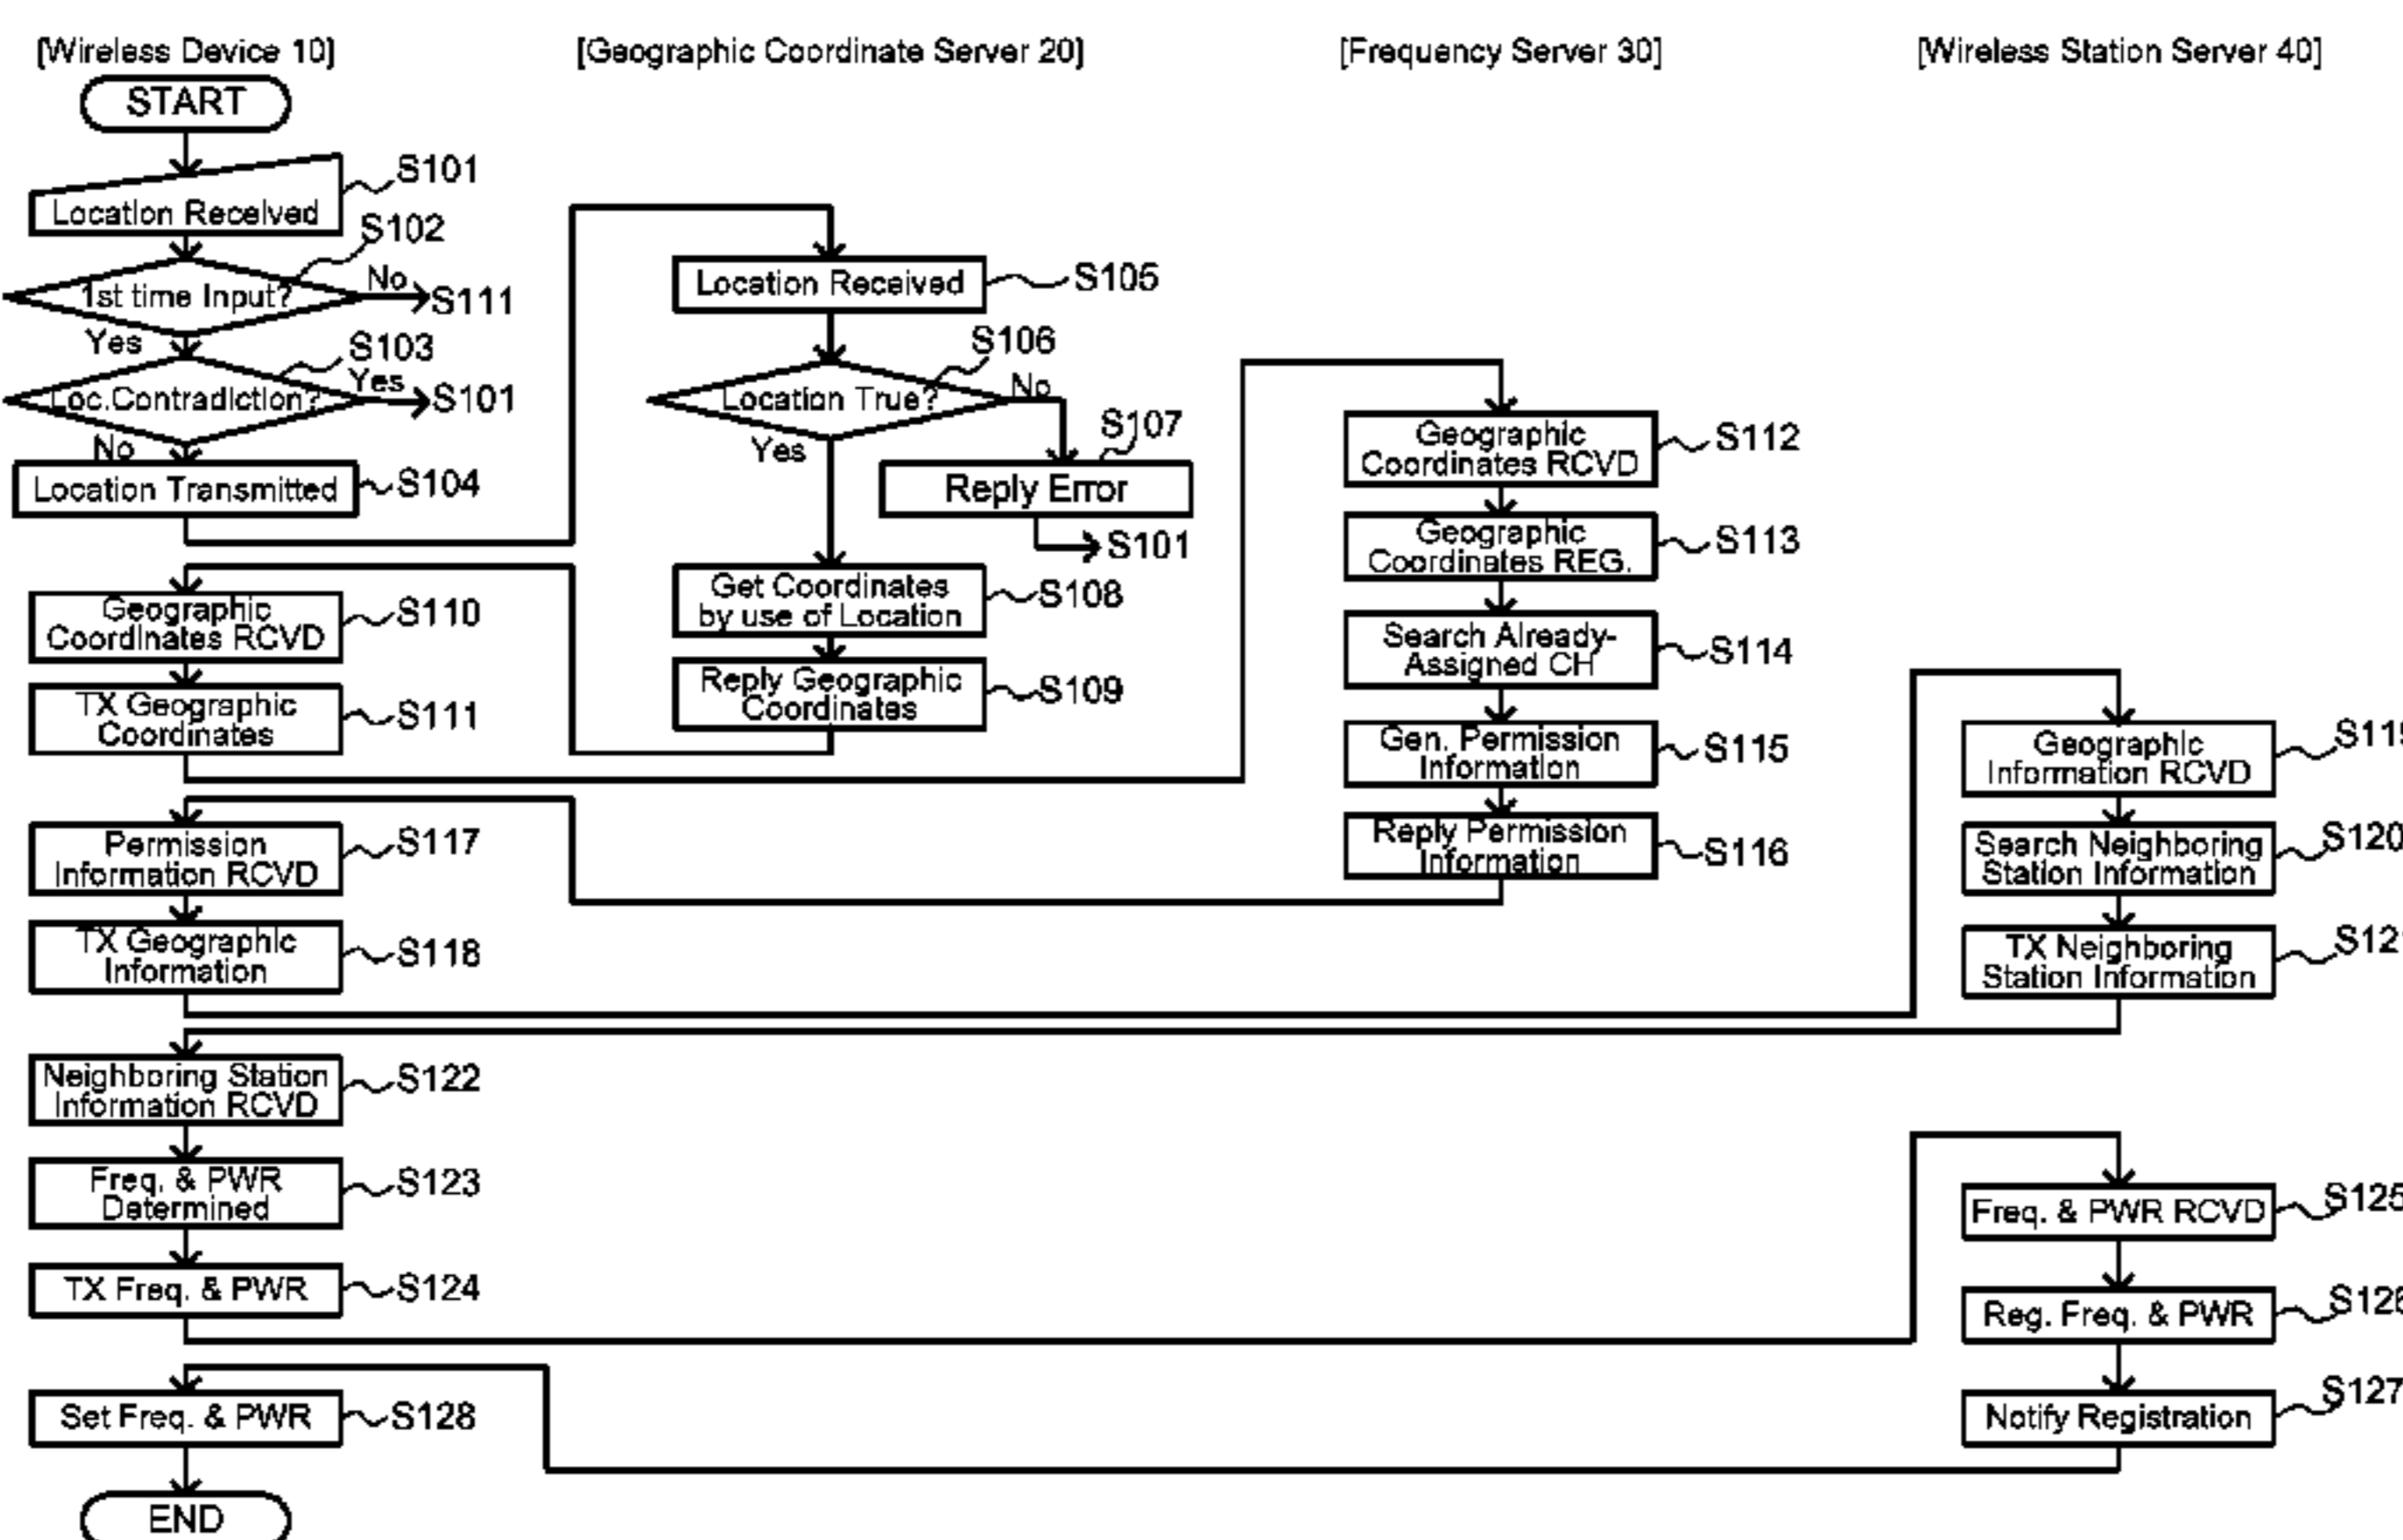 [Wireless Device 10]
[Geographic Coordinate Server 20]
[Frequency Server 30]
[Wireless Station Server 40]
START
Location Received
S101
S102
1st time Input?
No
S111
Yes
S103
Loc.Contradiction?
Yes
S101
No
Location Transmitted
S104
Location Received
S105
S106
Location True?
No
Yes
S107
Reply Error
S101
Get Coordinates
by use of Location
S108
Reply Geographic
Coordinates
S109
Geographic
Coordinates RCVD
S110
TX Geographic
Coordinates
S111
Geographic
Coordinates RCVD
S112
Geographic
Coordinates REG.
S113
Search Already-
Assigned CH
S114
Gen. Permission
Information
S115
Reply Permission
Information
S116
Permission
Information RCVD
S117
TX Geographic
Information
S118
Geographic
Information RCVD
S119
Search Neighboring
Station Information
S120
TX Neighboring
Station Information
S121
Neighboring Station
Information RCVD
S122
Freq. & PWR
Determined
S123
TX Freq. & PWR
S124
Freq. & PWR RCVD
S125
Reg. Freq. & PWR
S126
Notify Registration
S127
Set Freq. & PWR
S128
END